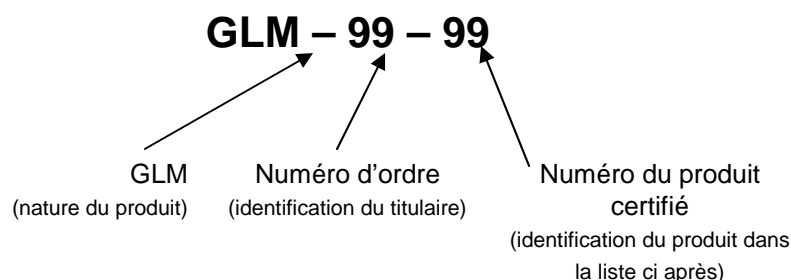 GLM – 99 – 99
GLM
(nature du produit)
Numéro d'ordre
(identification du titulaire)
Numéro du produit
certifié
(identification du produit dans
la liste ci après)